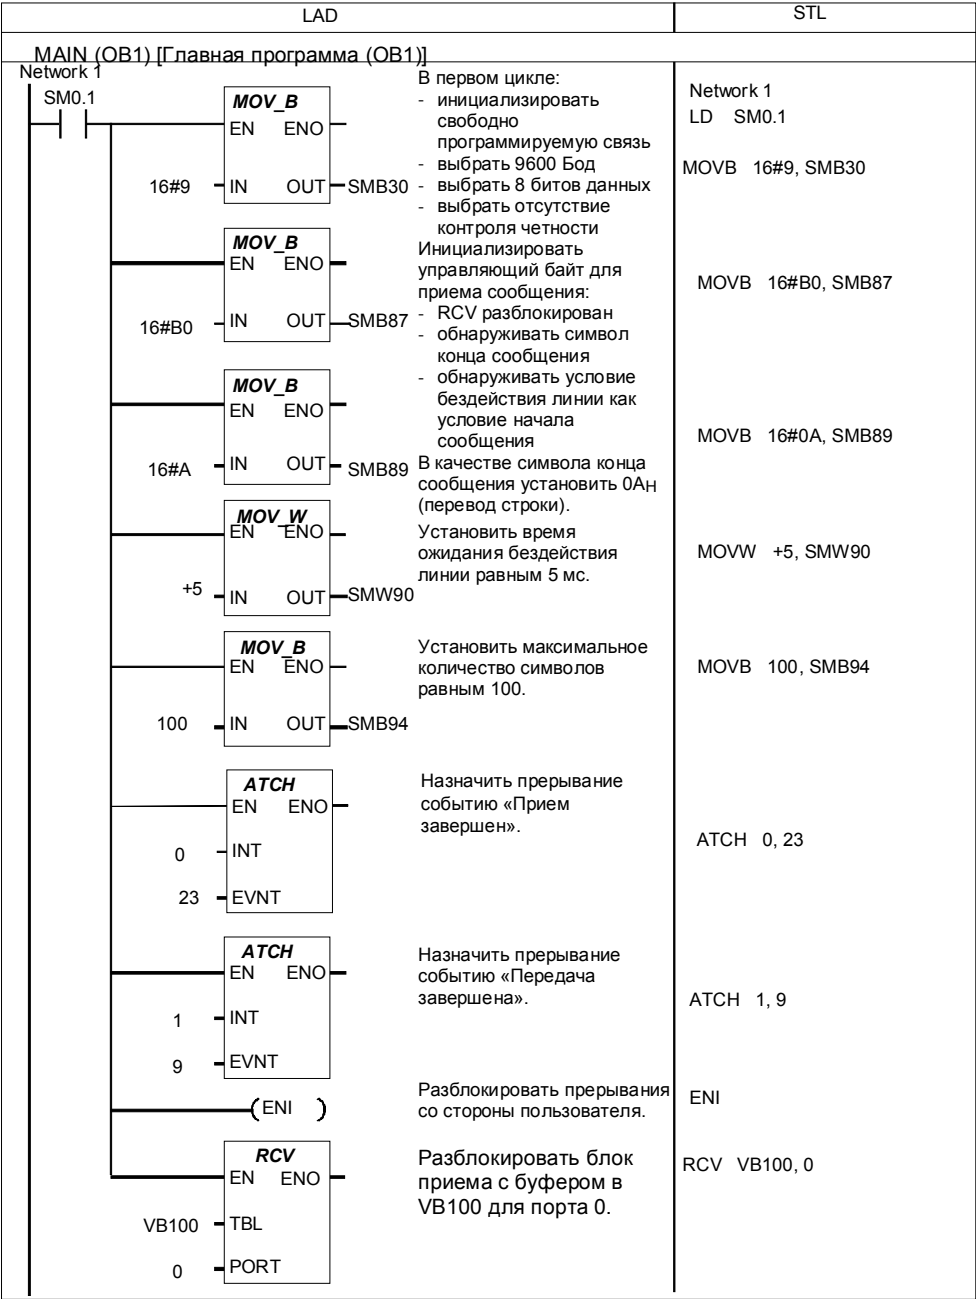 LAD
STL
MAIN (OB1) [Главная программа (OB1)]
Network 1
SM0.1
MOV_B
EN ENO
16#9 IN OUT SMB30
В первом цикле:
- инициализировать
свободно
программируемую связь
- выбрать 9600 Бод
- выбрать 8 битов данных
- выбрать отсутствие
контроля четности
Network 1
LD SM0.1
MOVB 16#9, SMB30
MOV_B
EN ENO
16#B0 IN OUT SMB87
Инициализировать
управляющий байт для
приема сообщения:
- RCV разблокирован
- обнаруживать символ
конца сообщения
- обнаруживать условие
бездействия линии как
условие начала
сообщения
MOVB 16#B0, SMB87
MOV_B
EN ENO
16#A IN OUT SMB89
В качестве символа конца
сообщения установить 0AH
(перевод строки).
MOVB 16#0A, SMB89
MOV_W
EN ENO
+5 IN OUT SMW90
Установить время
ожидания бездействия
линии равным 5 мс.
MOVW +5, SMW90
MOV_B
EN ENO
100 IN OUT SMB94
Установить максимальное
количество символов
равным 100.
MOVB 100, SMB94
ATCH
EN ENO
0 INT
23 EVNT
Назначить прерывание
событию «Прием
завершен».
ATCH 0, 23
ATCH
EN ENO
1 INT
9 EVNT
Назначить прерывание
событию «Передача
завершена».
ATCH 1, 9
(ENI )
Разблокировать прерывания
со стороны пользователя.
ENI
RCV
EN ENO
VB100 TBL
0 PORT
Разблокировать блок
приема с буфером в
VB100 для порта 0.
RCV VB100, 0